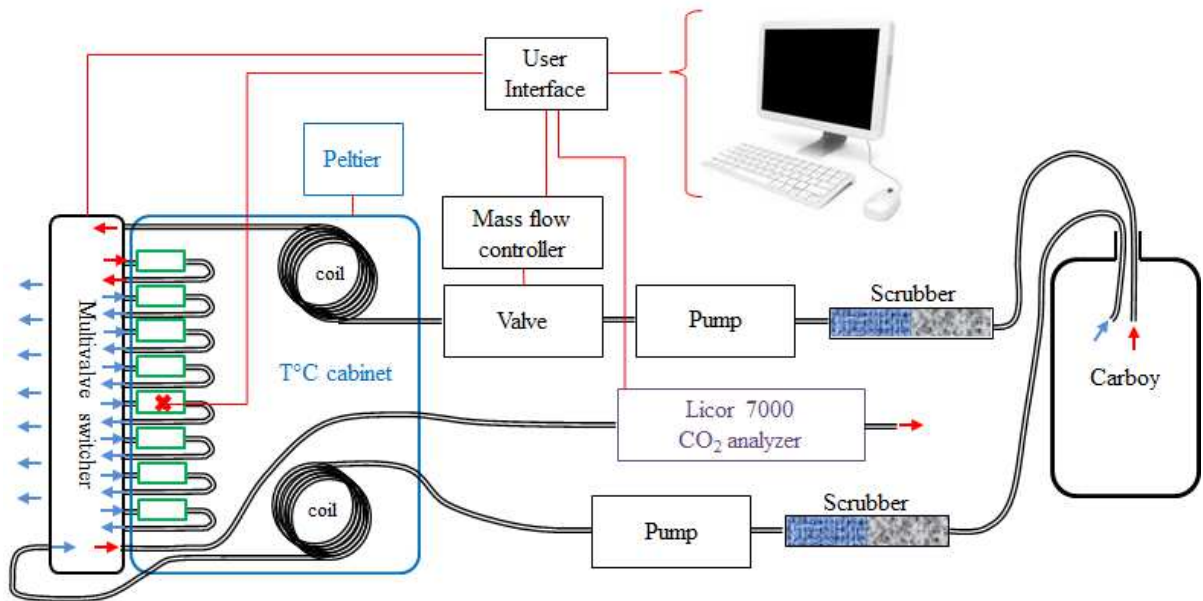 User
Interface
Peltier
Mass flow
controller
coil
Valve
Pump
Scrubber
Carboy
T°C cabinet
Multivalve switcher
Licor 7000
CO₂ analyzer
coil
Pump
Scrubber